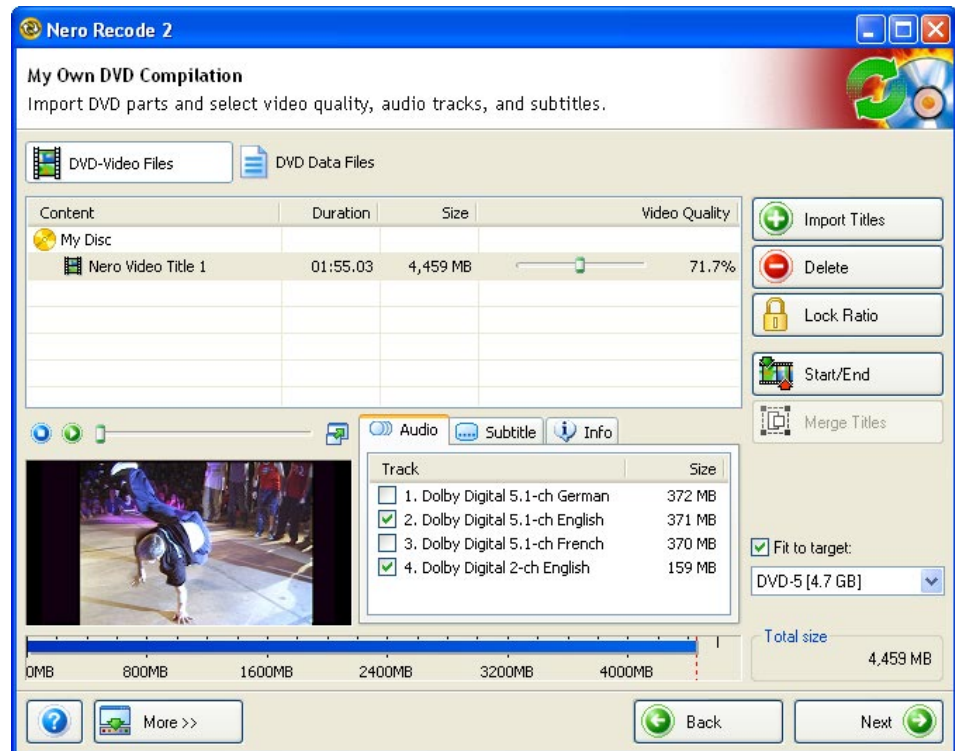 Nero Recode 2
My Own DVD Compilation
Import DVD parts and select video quality, audio tracks, and subtitles.
DVD-Video Files
DVD Data Files
Content Duration Size Video Quality
My Disc
Nero Video Title 1 01:55.03 4,459 MB 71.7%
Import Titles
Delete
Lock Ratio
Start/End
Merge Titles
Audio Subtitle Info
Track Size
1. Dolby Digital 5.1-ch German 372 MB
2. Dolby Digital 5.1-ch English 371 MB
3. Dolby Digital 5.1-ch French 370 MB
4. Dolby Digital 2-ch English 159 MB
Fit to target:
DVD-5 [4.7 GB]
Total size
4,459 MB
0MB 800MB 1600MB 2400MB 3200MB 4000MB
More >>
Back
Next